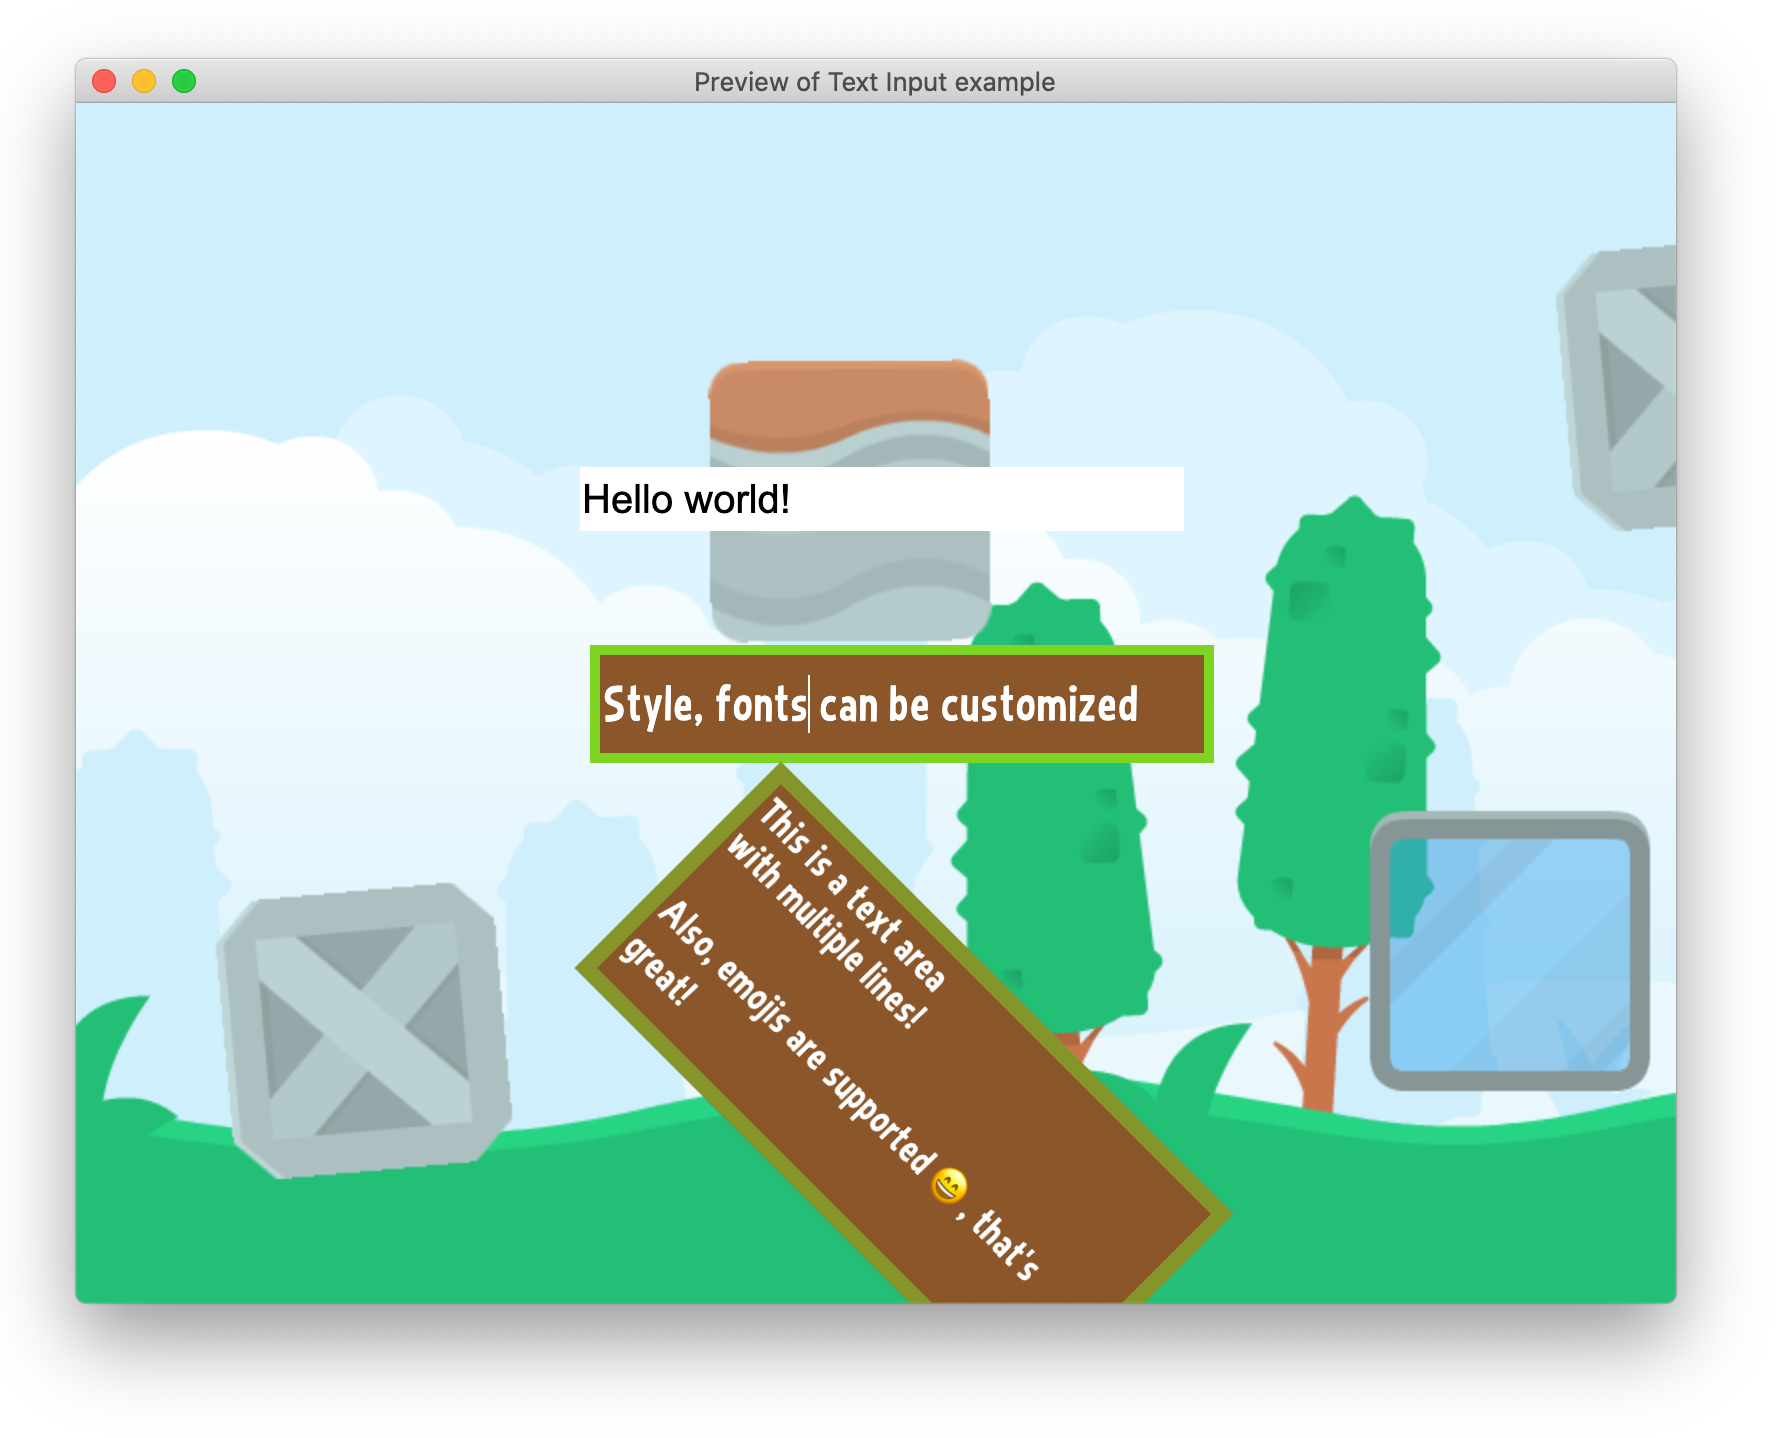 Preview of Text Input example
Hello world!
Style, fonts can be customized
This is a text area
with multiple lines!
Also, emojis are supported 😄, that's
great!